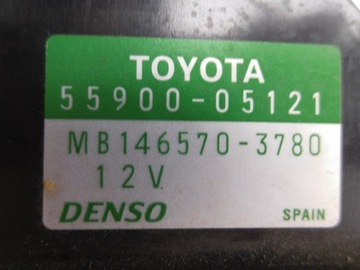 TOYOTA
55900-05121
MB146570-3780
12V
DENSO SPAIN